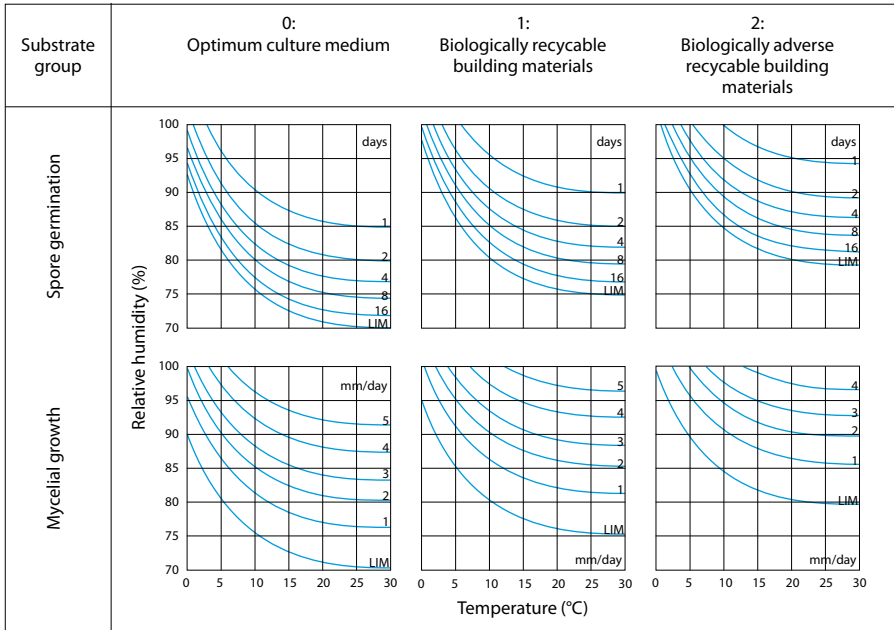 Substrate
group
0:
Optimum culture medium
1:
Biologically recycable
building materials
2:
Biologically adverse
recycable building
materials
Spore germination
Mycelial growth
Relative humidity (%)
100
95
90
85
80
75
70
days
1
2
4
8
16
LIM
days
1
2
4
8
16
LIM
days
1
2
4
8
16
LIM
100
95
90
85
80
75
70
mm/day
5
4
3
2
1
LIM
0 5 10 15 20 25 30
5
4
3
2
1
LIM
mm/day
0 5 10 15 20 25 30
4
3
2
1
LIM
mm/day
0 5 10 15 20 25 30
Temperature (°C)